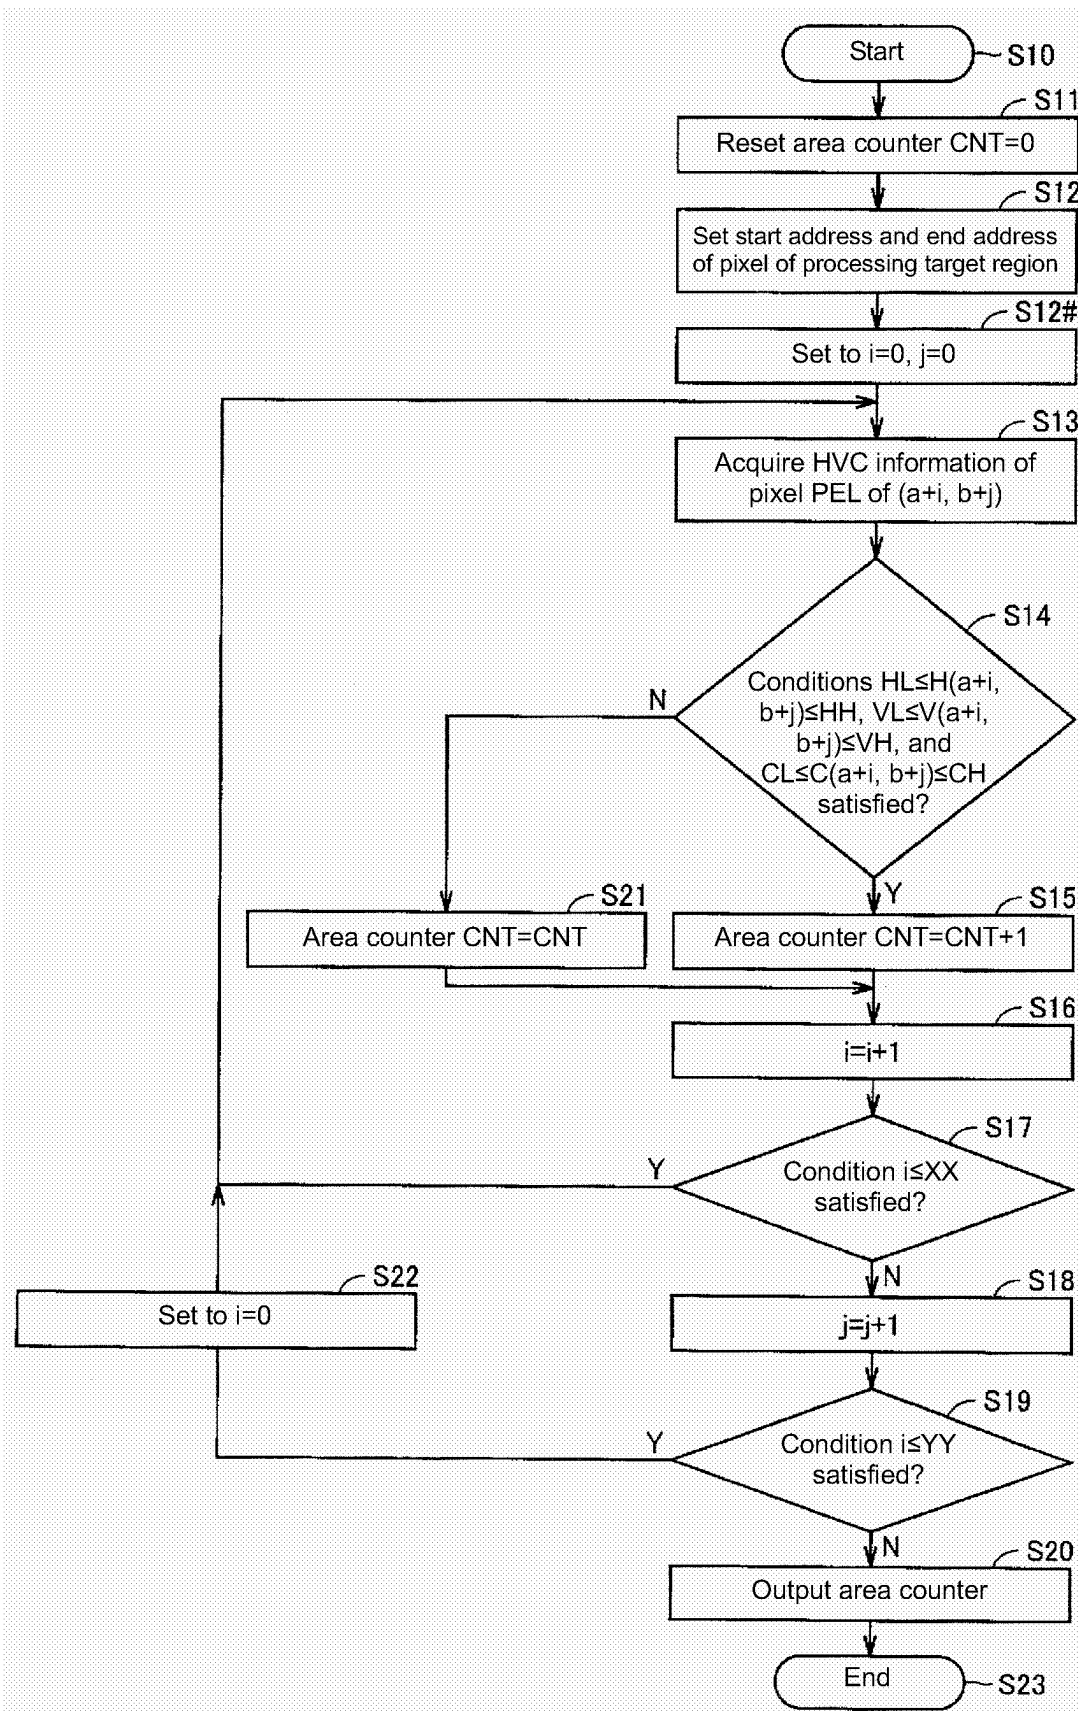 Start
S10
S11
Reset area counter CNT=0
S12
Set start address and end address
of pixel of processing target region
S12#
Set to i=0, j=0
S13
Acquire HVC information of
pixel PEL of (a+i, b+j)
S14
Conditions HL≤H(a+i,
b+j)≤HH, VL≤V(a+i,
b+j)≤VH, and
CL≤C(a+i, b+j)≤CH
satisfied?
N
Y
S21
Area counter CNT=CNT
S15
Area counter CNT=CNT+1
S16
i=i+1
S17
Condition i≤XX
satisfied?
Y
N
S22
Set to i=0
S18
j=j+1
S19
Condition i≤YY
satisfied?
Y
N
S20
Output area counter
End
S23